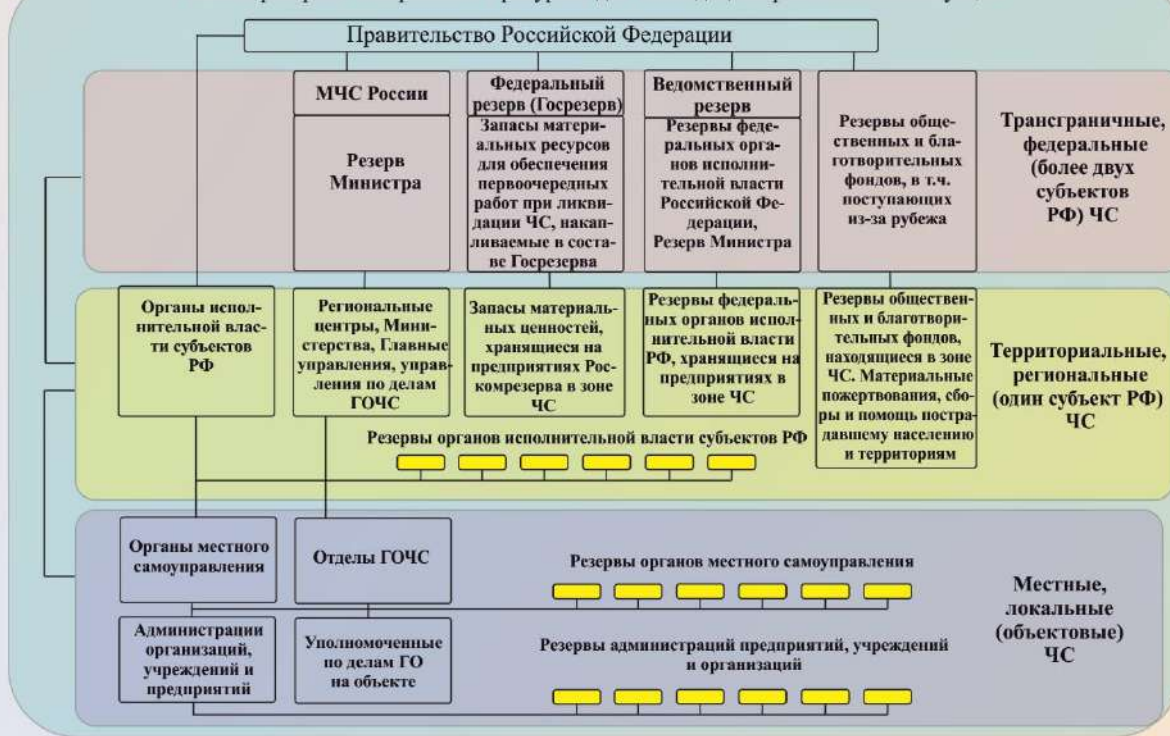 Правительство Российской Федерации
МЧС России
Резерв
Министра
Федеральный
резерв (Госрезерв)
Запасы матери-
альных ресурсов
для обеспечения
первоочередных
работ при ликви-
дации ЧС, накап-
ливаемые в соста-
ве Госрезерва
Ведомственный
резерв
Резервы феде-
ральных орга-
нов исполни-
тельной власти
Российской Фе-
дерации,
Резерв Министра
Резервы обще-
ственных и бла-
готворительных
фондов, в т.ч.
поступающих
из-за рубежа
Трансграничные,
федеральные
(более двух
субъектов
РФ) ЧС
Органы испол-
нительной влас-
ти субъектов
РФ
Региональные
центры, Мини-
стерства, Главные
управления, упра-
вления по делам
ГОЧС
Запасы матери-
альных ценностей,
хранящиеся на
предприятиях Рос-
комрезерва в зоне
ЧС
Резервы федераль-
ных органов испол-
нительной власти
РФ, хранящиеся на
предприятиях в
зоне ЧС
Резервы обществен-
ных и благотвори-
тельных фондов,
находящиеся в зоне
ЧС. Материальные
пожертвования, сбо-
ры и помощь постра-
давшему населению
и территориям
Территориальные,
региональные
(один субъект РФ)
ЧС
Резервы органов исполнительной власти субъектов РФ
Органы местного
самоуправления
Отделы ГОЧС
Резервы органов местного самоуправления
Администрации
организаций,
учреждений и
предприятий
Уполномоченные
по делам ГО
на объекте
Резервы администраций предприятий, учреждений
и организаций
Местные,
локальные
(объектовые)
ЧС